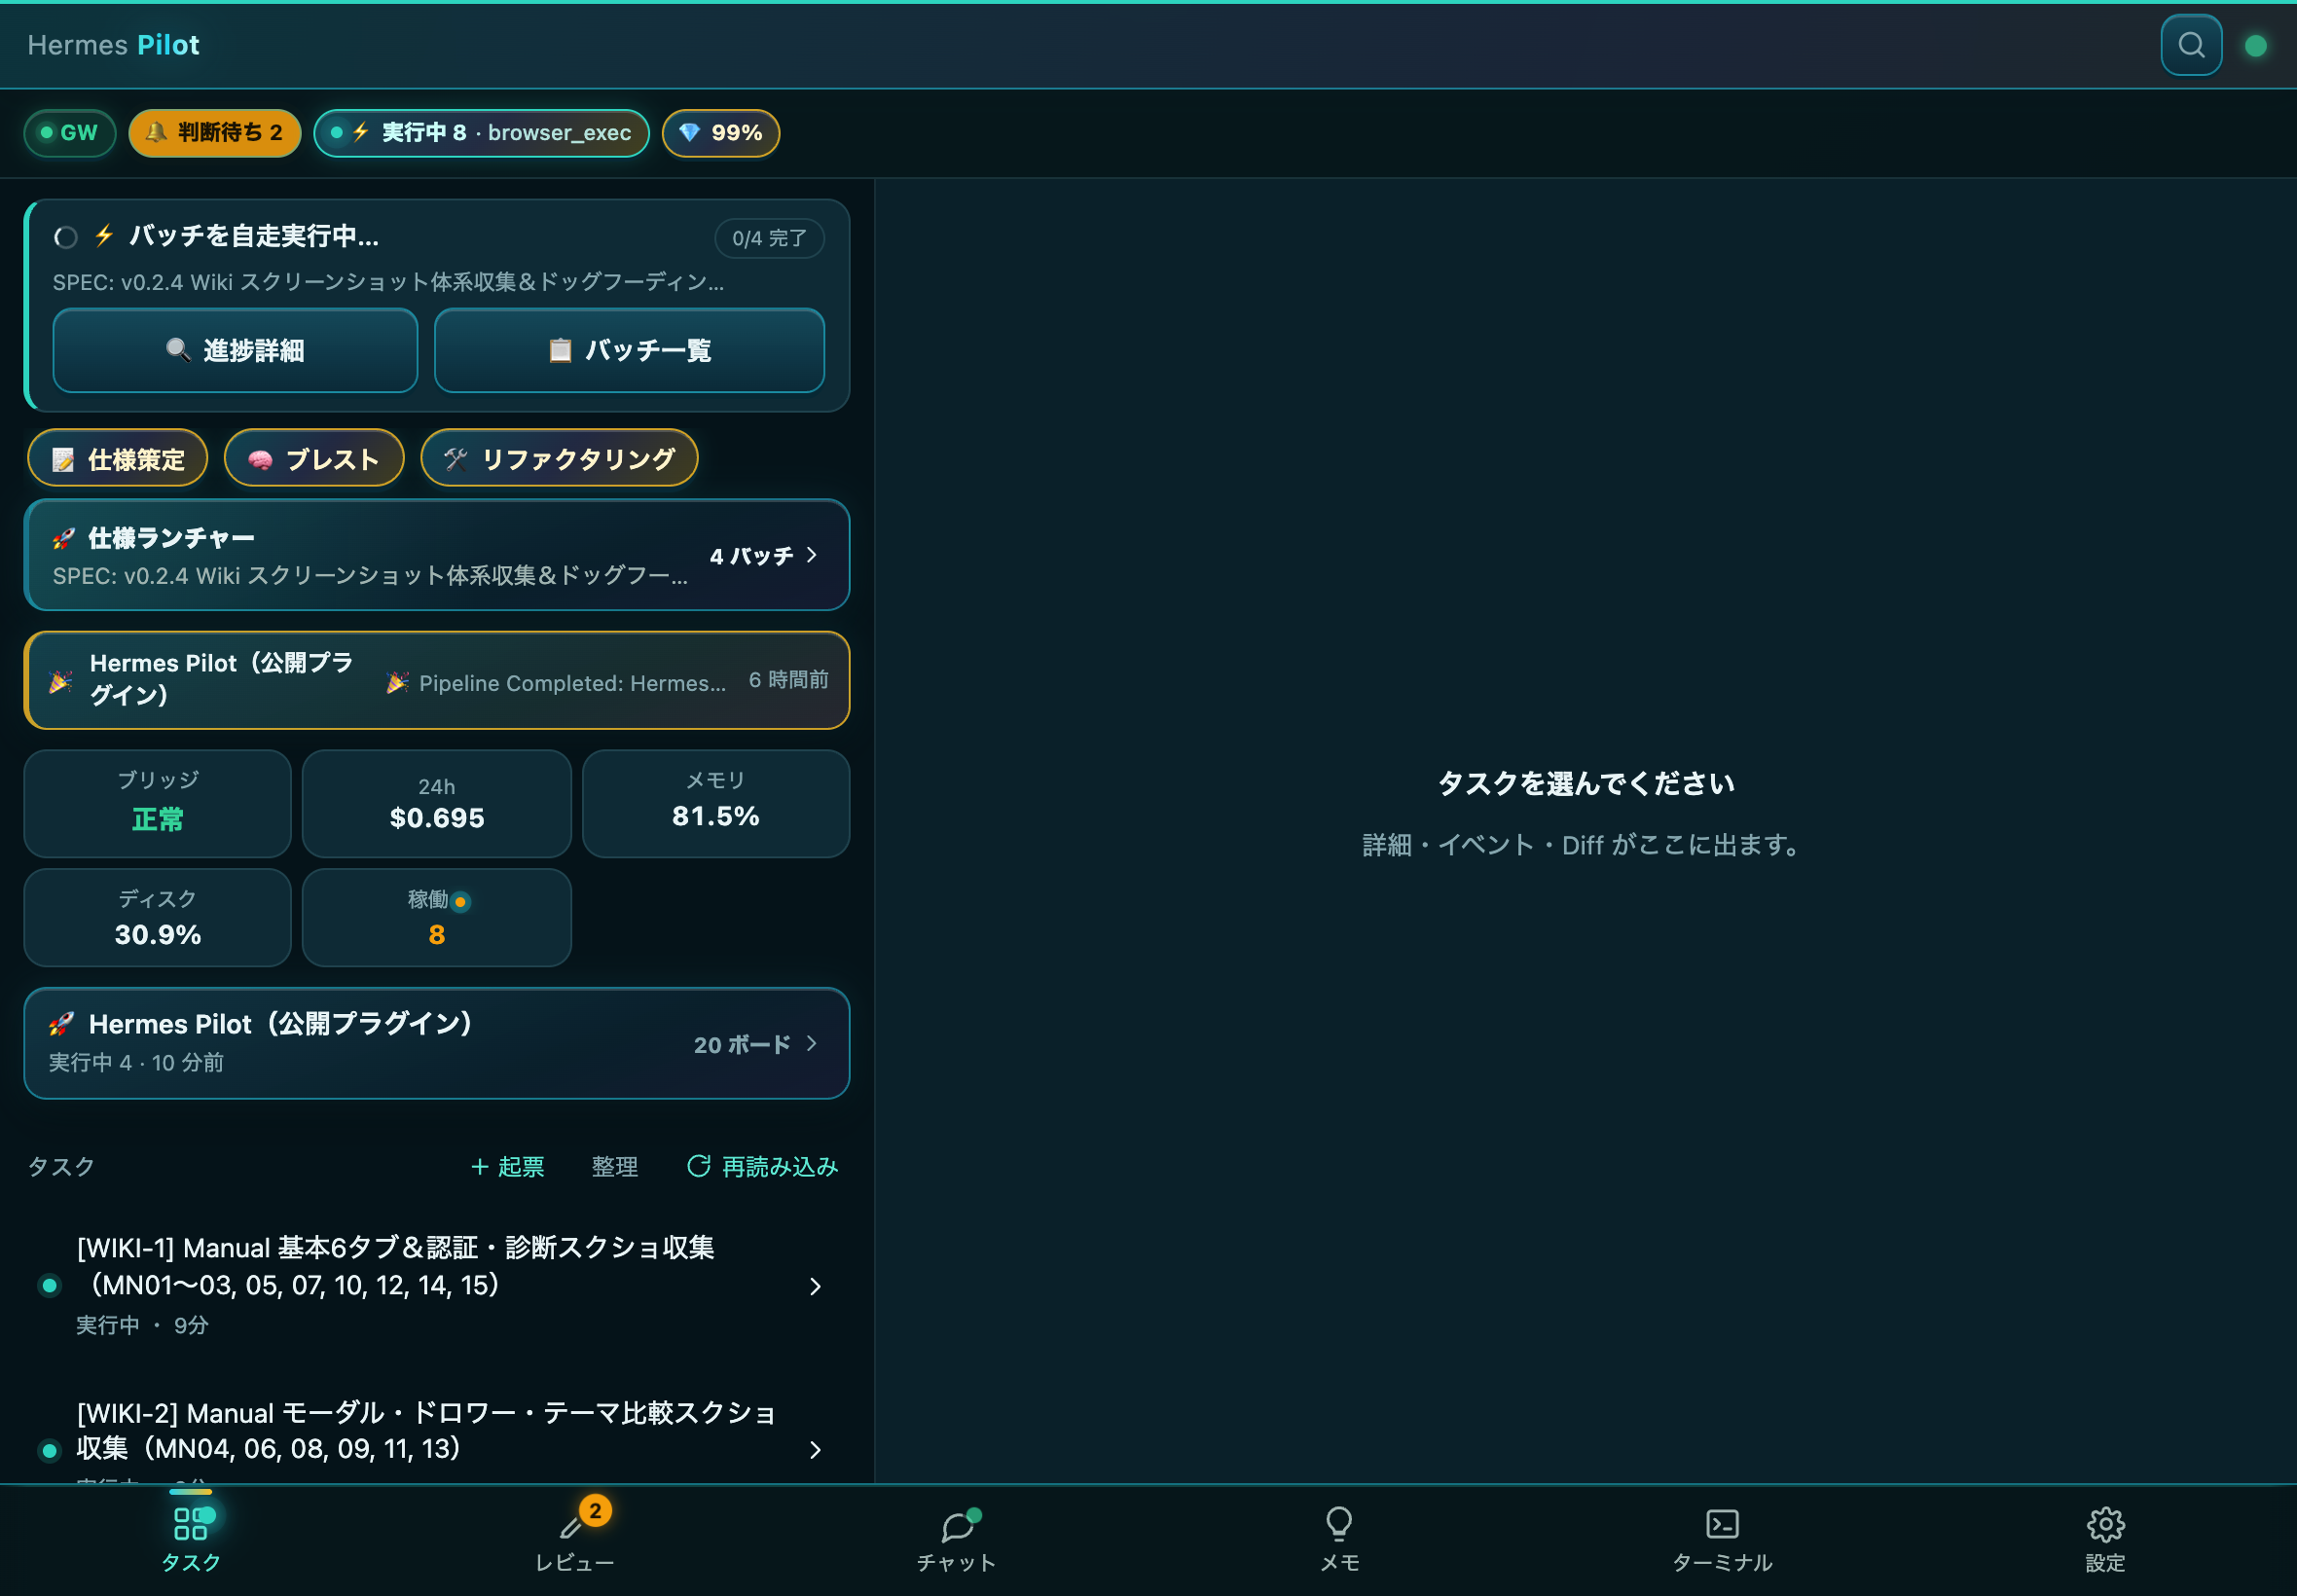 Hermes Pilot
GW
判断待ち 2
実行中 8 · browser_exec
99%
バッチを自走実行中...
0/4 完了
SPEC: v0.2.4 Wiki スクリーンショット体系収集＆ドッグフーディン...
進捗詳細
バッチ一覧
仕様策定
ブレスト
リファクタリング
仕様ランチャー
SPEC: v0.2.4 Wiki スクリーンショット体系収集＆ドッグフー...
4 バッチ
Hermes Pilot（公開プラ
グイン）
Pipeline Completed: Hermes...
6 時間前
ブリッジ
正常
24h
$0.695
メモリ
81.5%
ディスク
30.9%
稼働
8
Hermes Pilot（公開プラグイン）
実行中 4 · 10 分前
20 ボード
タスクを選んでください
詳細・イベント・Diff がここに出ます。
タスク
+ 起票
整理
再読み込み
[WIKI-1] Manual 基本6タブ＆認証・診断スクショ収集
（MN01〜03, 05, 07, 10, 12, 14, 15）
実行中 ・ 9分
[WIKI-2] Manual モーダル・ドロワー・テーマ比較スクショ
収集（MN04, 06, 08, 09, 11, 13）
タスク
2
レビュー
チャット
メモ
ターミナル
設定